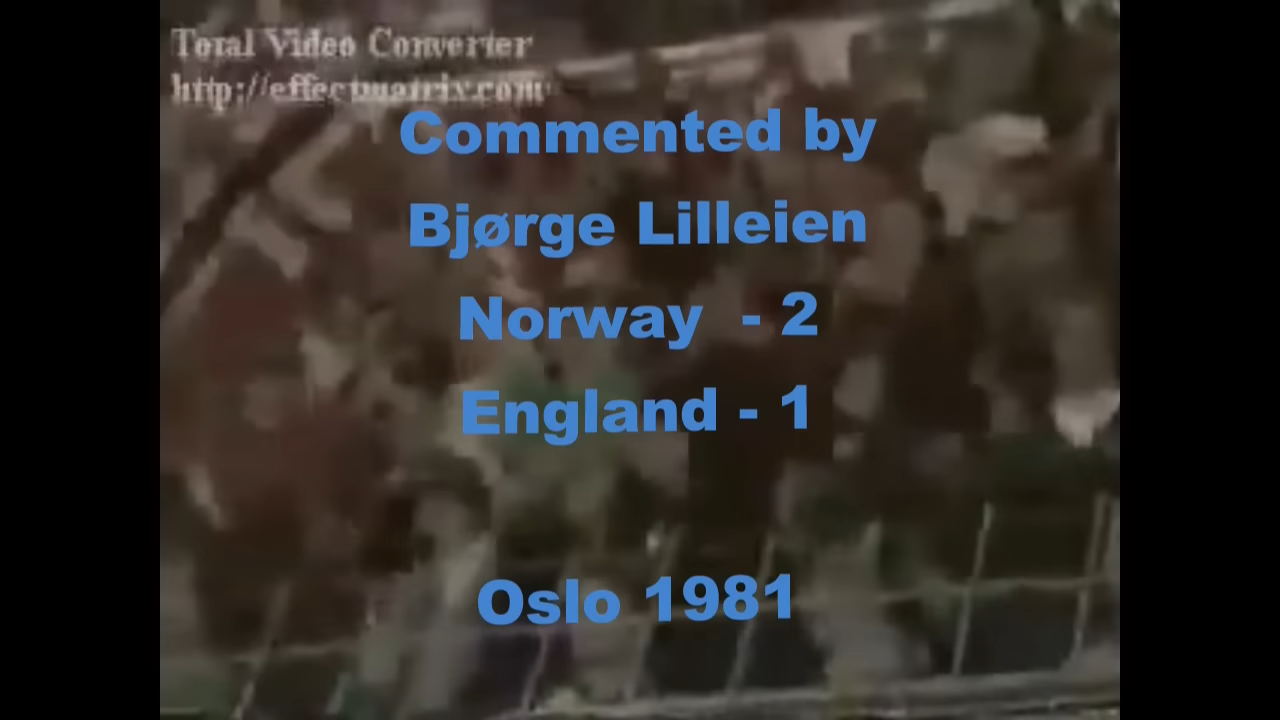 Total Video Converter
http://effectmatrix.com
Commented by
Bjørge Lilleien
Norway  - 2
England - 1
Oslo 1981